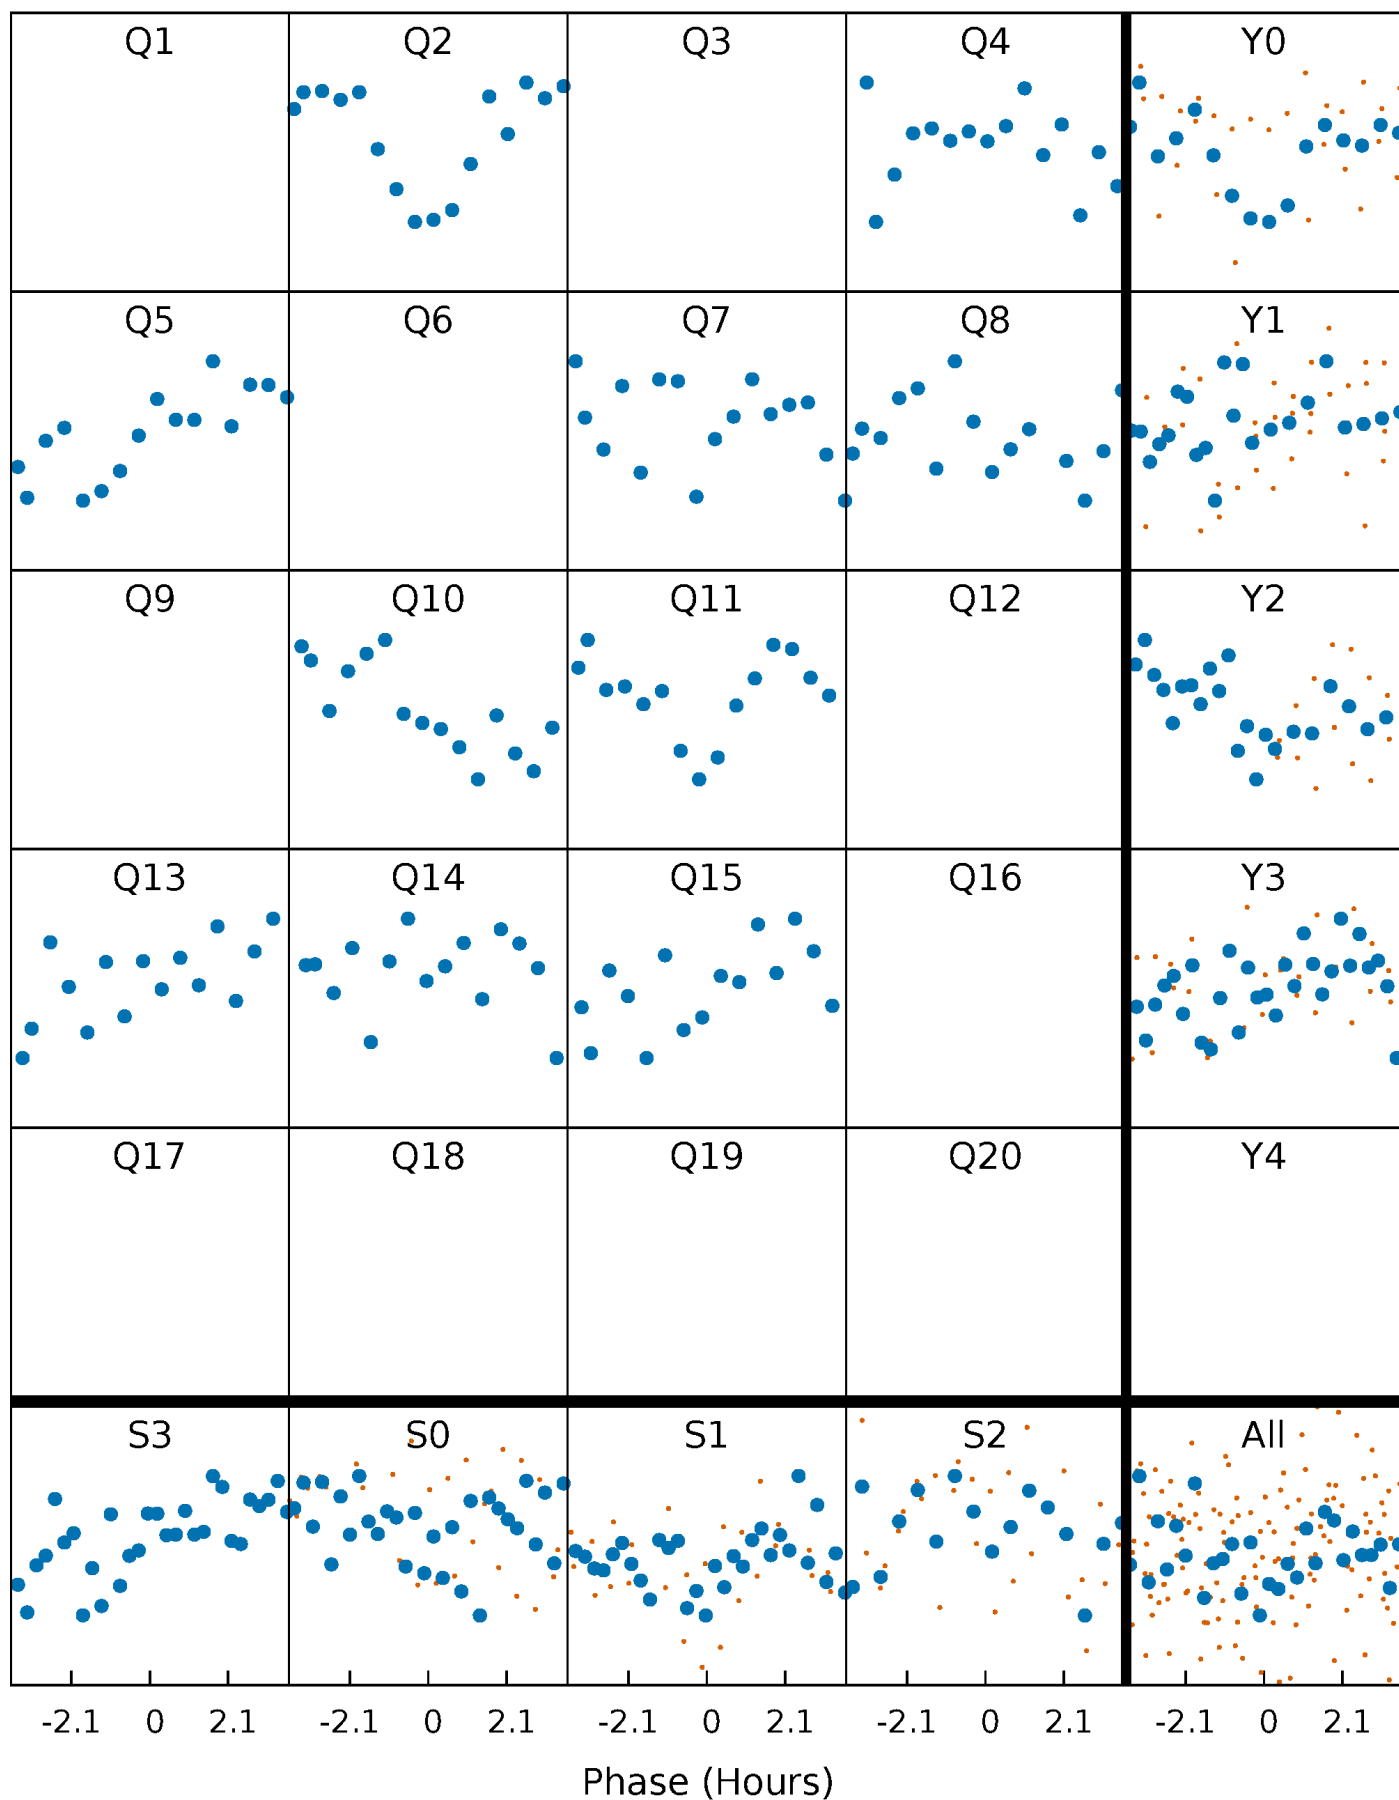 Q1 Q2 Q3 Q4 Y0
Q5 Q6 Q7 Q8 Y1
Q9 Q10 Q11 Q12 Y2
Q13 Q14 Q15 Q16 Y3
Q17 Q18 Q19 Q20 Y4
S3 S0 S1 S2 All
-2.1 0 2.1 -2.1 0 2.1 -2.1 0 2.1 -2.1 0 2.1 -2.1 0 2.1
Phase (Hours)